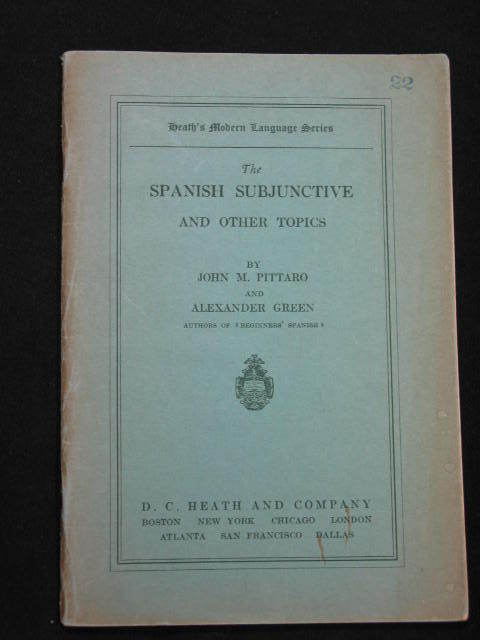 22
Heath's Modern Language Series
The
SPANISH SUBJUNCTIVE
AND OTHER TOPICS
BY
JOHN M. PITTARO
AND
ALEXANDER GREEN
AUTHORS OF "BEGINNERS' SPANISH"
D. C. HEATH AND COMPANY
BOSTON NEW YORK CHICAGO LONDON
ATLANTA SAN FRANCISCO DALLAS